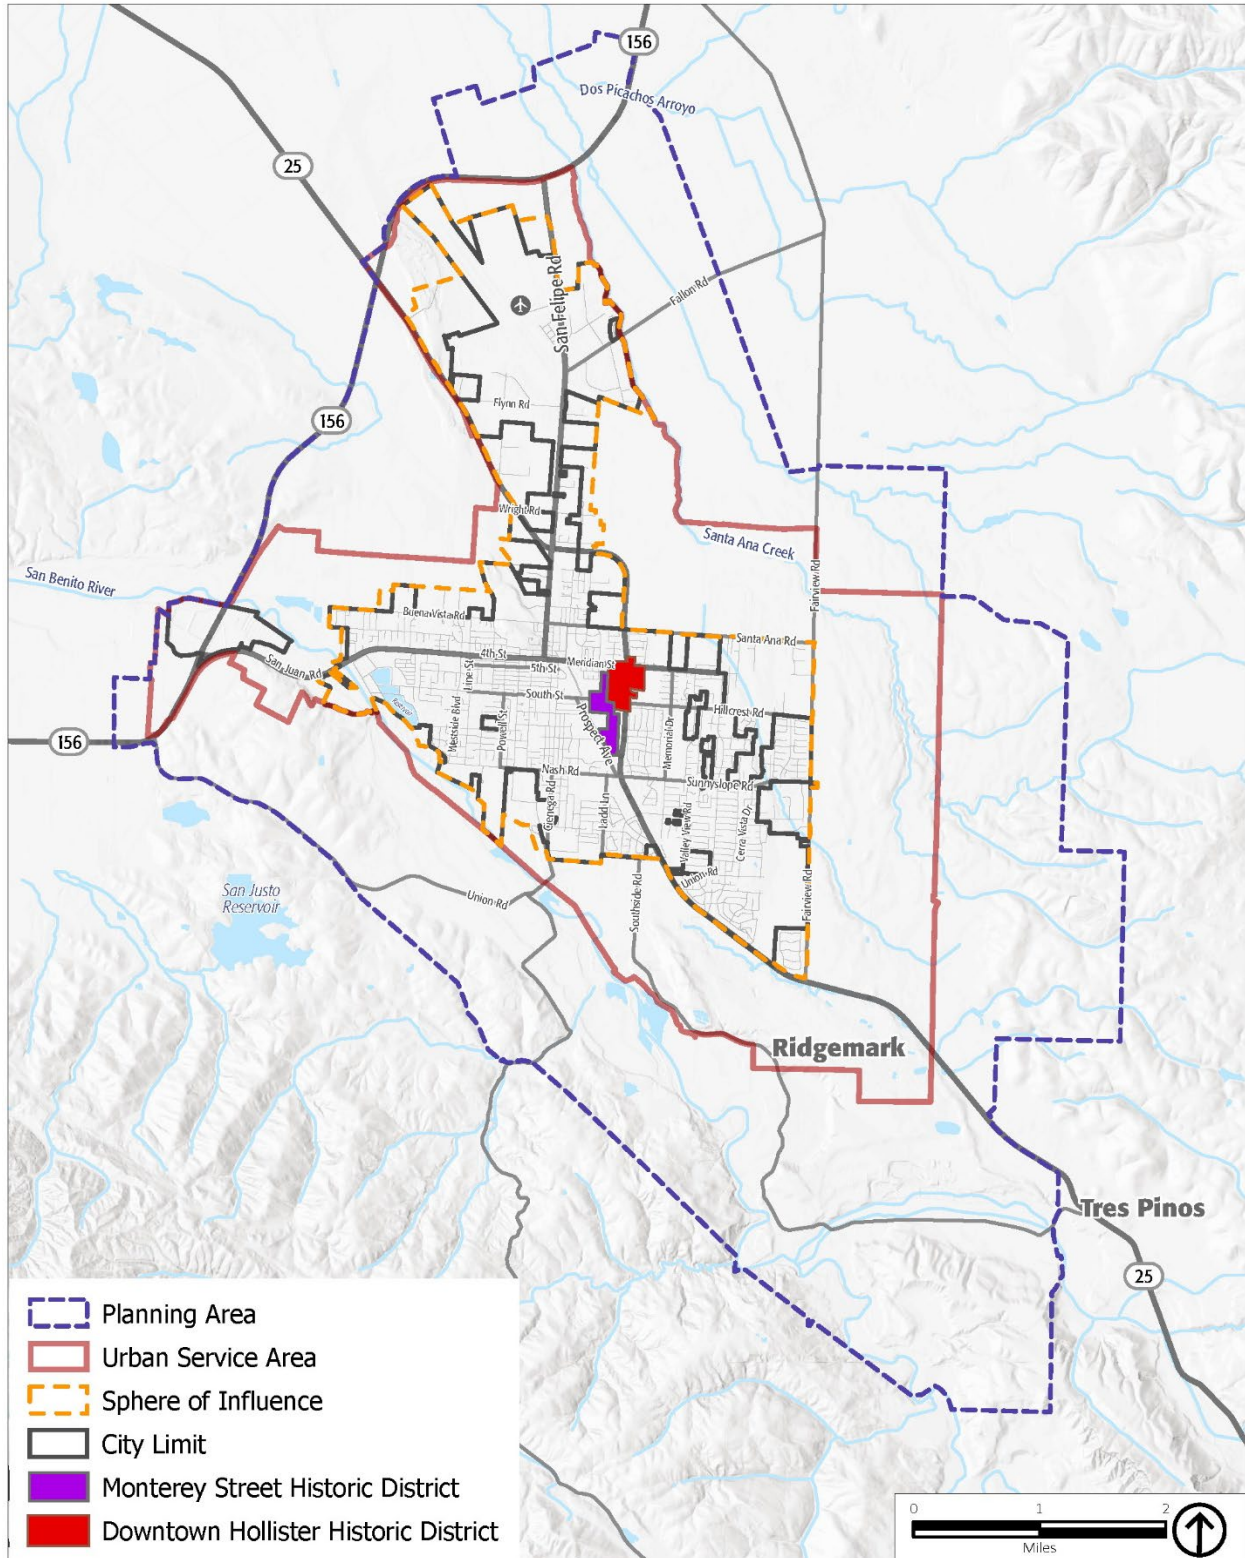 156
Dos Picachos Arroyo
25
San Felipe Rd
Fallon Rd
156
Flynn Rd
Wright Rd
Santa Ana Creek
San Benito River
Fairview Rd
Buena Vista Rd
Santa Ana Rd
4th St
Meridian St
5th St
San Juan Rd
Line St
South St
Hillcrest Rd
Westside Blvd
Powell St
Prospect Ave
Memorial Dr
156
Nash Rd
Sunnyslope Rd
Cienega Rd
Ladd Ln
Valley View Rd
Cerra Vista Dr
San Justo
Reservoir
Union Rd
Union Rd
Southside Rd
Fairview Rd
Ridgemark
Tres Pinos
25
Planning Area
Urban Service Area
Sphere of Influence
City Limit
Monterey Street Historic District
Downtown Hollister Historic District
0 1 2
Miles